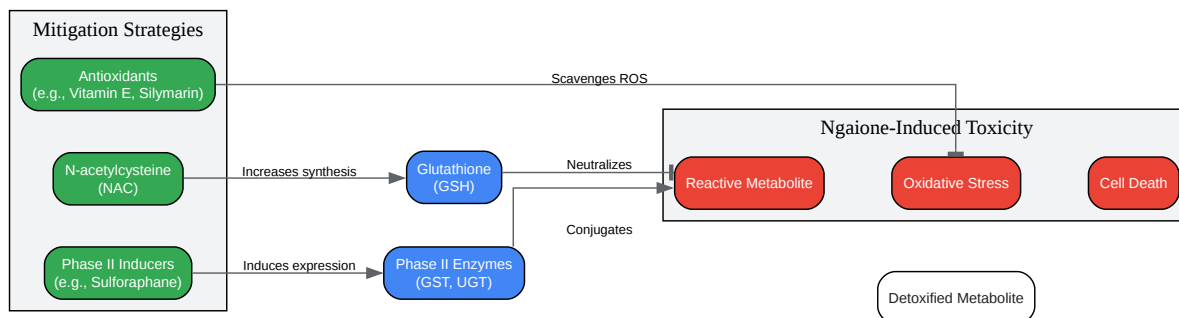 Mitigation Strategies
Antioxidants
(e.g., Vitamin E, Silymarin)
Scavenges ROS
Ngaione-Induced Toxicity
N-acetylcysteine
(NAC)
Increases synthesis
Glutathione
(GSH)
Neutralizes
Reactive Metabolite
Oxidative Stress
Cell Death
Conjugates
Phase II Inducers
(e.g., Sulforaphane)
Induces expression
Phase II Enzymes
(GST, UGT)
Detoxified Metabolite